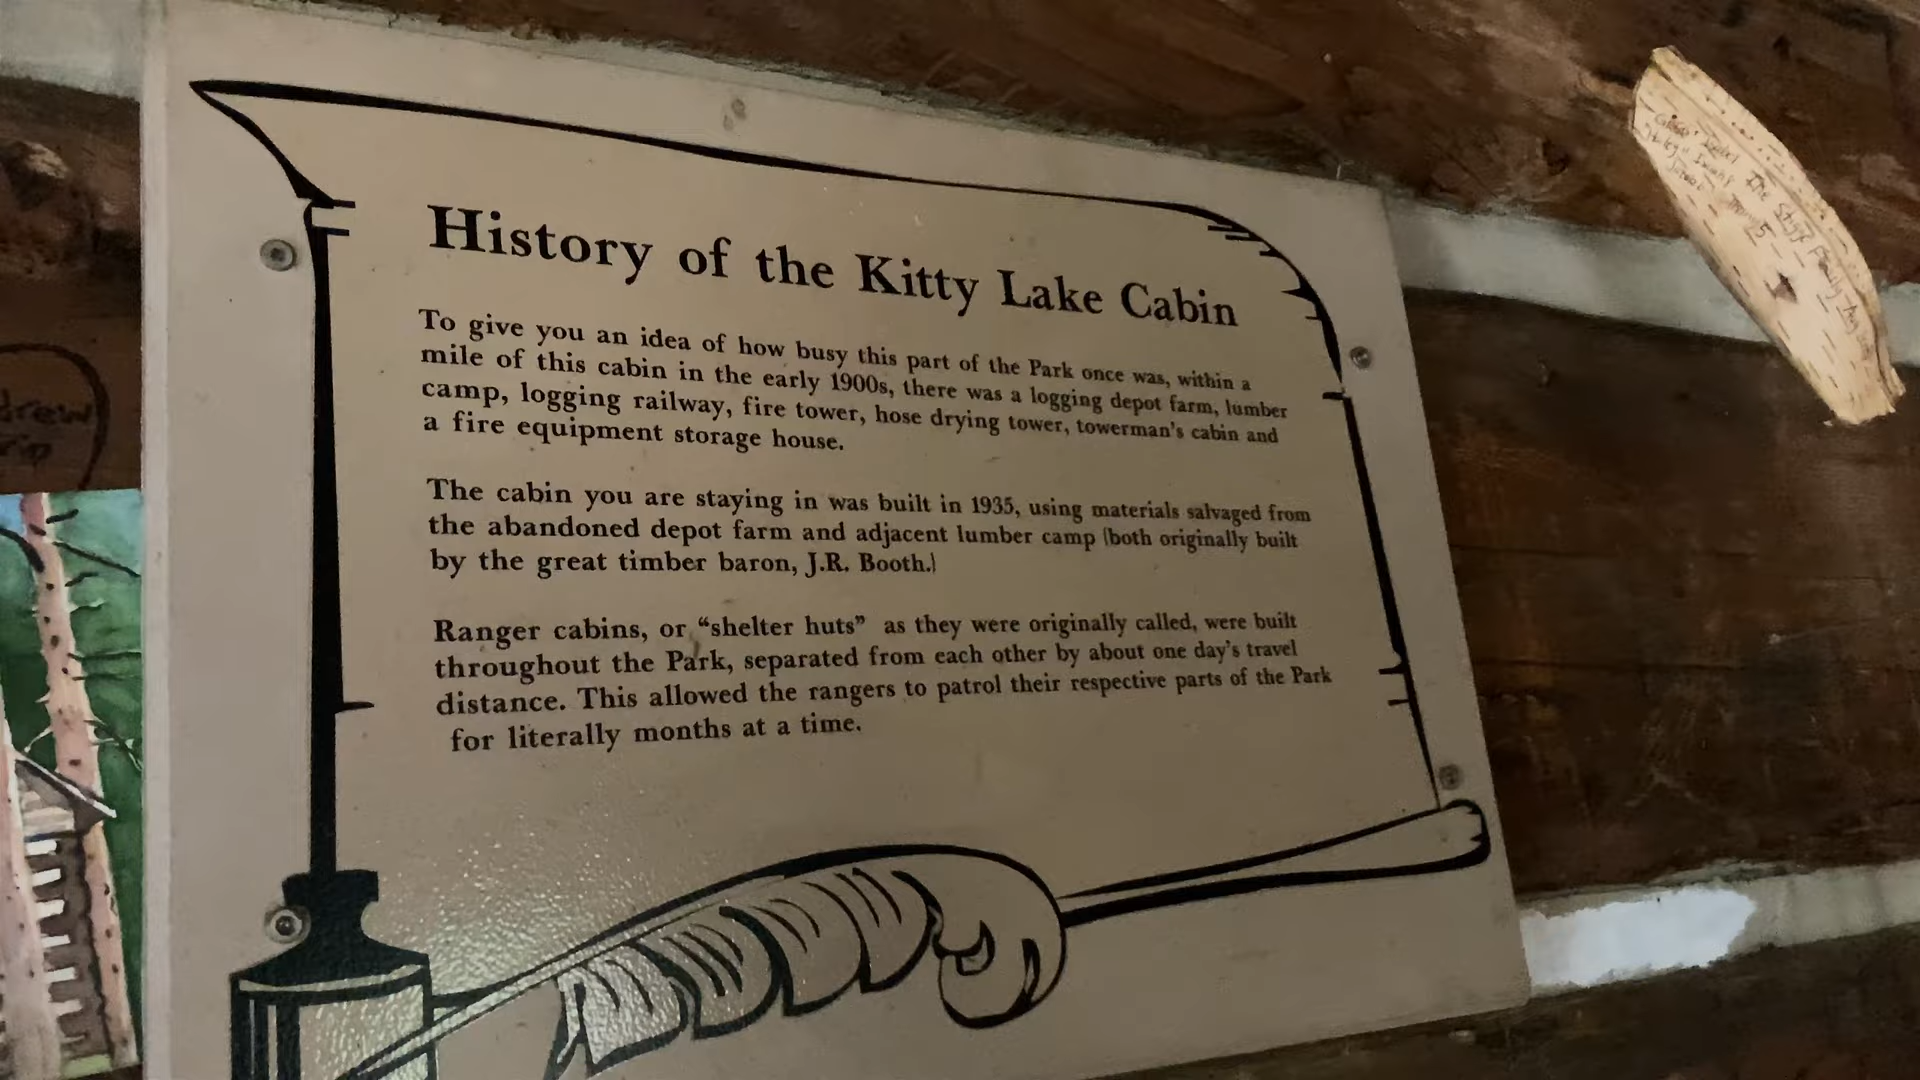 History of the Kitty Lake Cabin
To give you an idea of how busy this part of the Park once was, within a
mile of this cabin in the early 1900s, there was a logging depot farm, lumber
camp, logging railway, fire tower, hose drying tower, towerman's cabin and
a fire equipment storage house.
The cabin you are staying in was built in 1935, using materials salvaged from
the abandoned depot farm and adjacent lumber camp (both originally built
by the great timber baron, J.R. Booth.)
Ranger cabins, or “shelter huts” as they were originally called, were built
throughout the Park, separated from each other by about one day's travel
distance. This allowed the rangers to patrol their respective parts of the Park
for literally months at a time.
drew
The Family